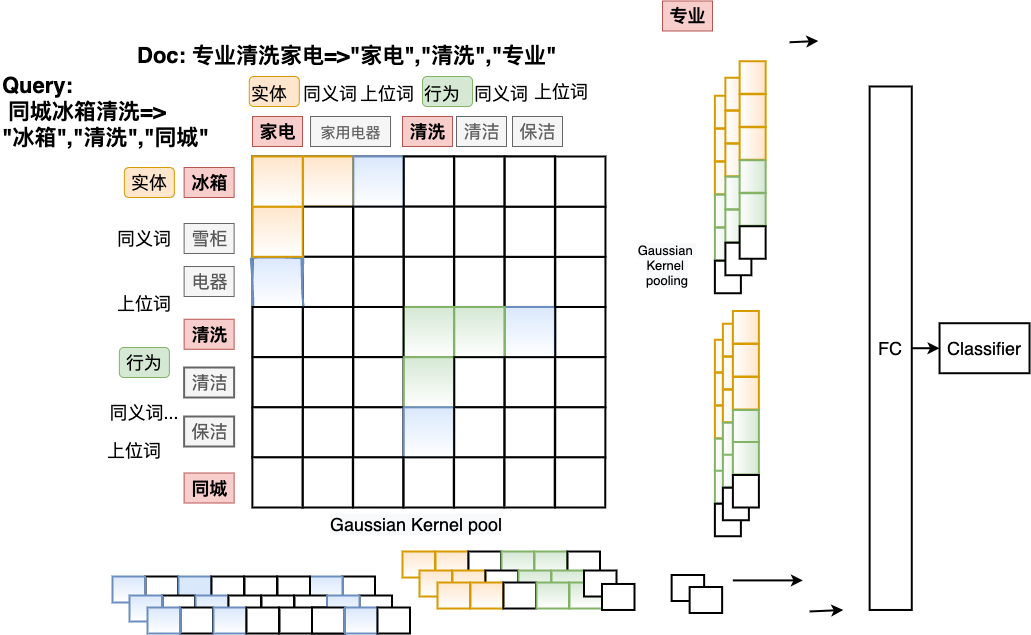 专业
Doc: 专业清洗家电=>"家电","清洗","专业"
Query:
同城冰箱清洗=>
"冰箱","清洗","同城"
实体 同义词 上位词 行为 同义词 上位词
家电 家用电器 清洗 清洁 保洁
实体 冰箱
同义词 雪柜
电器
上位词
清洗
行为
清洁
同义词...
保洁
上位词
同城
Gaussian
Kernel
pooling
FC
Classifier
Gaussian Kernel pool